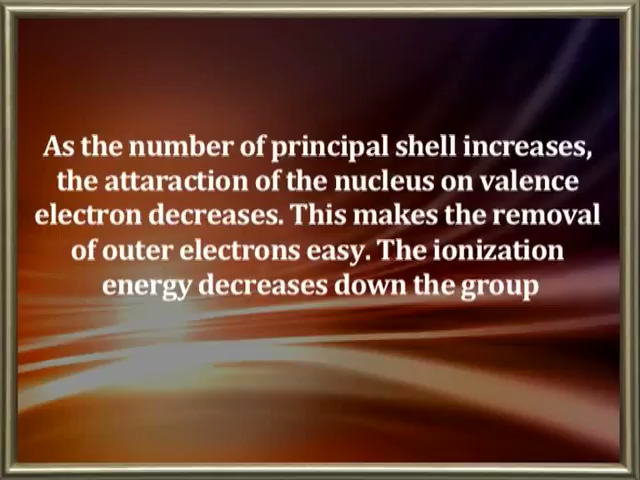 As the number of principal shell increases,
the attaraction of the nucleus on valence
electron decreases. This makes the removal
of outer electrons easy. The ionization
energy decreases down the group